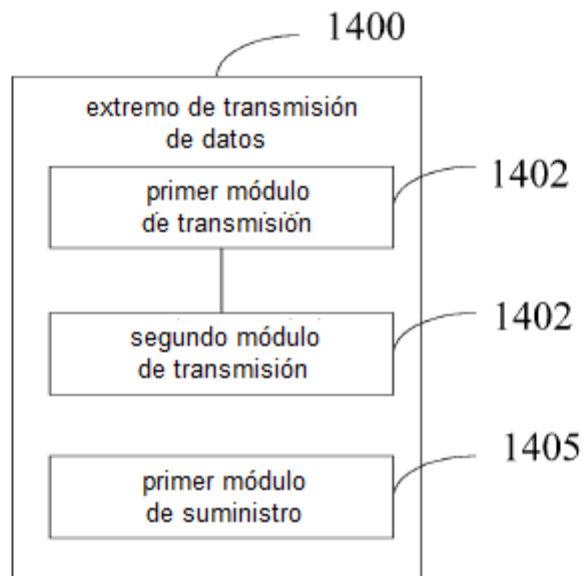 1400
extremo de transmisión
de datos
primer módulo
de transmisión
1402
segundo módulo
de transmisión
1402
primer módulo
de suministro
1405